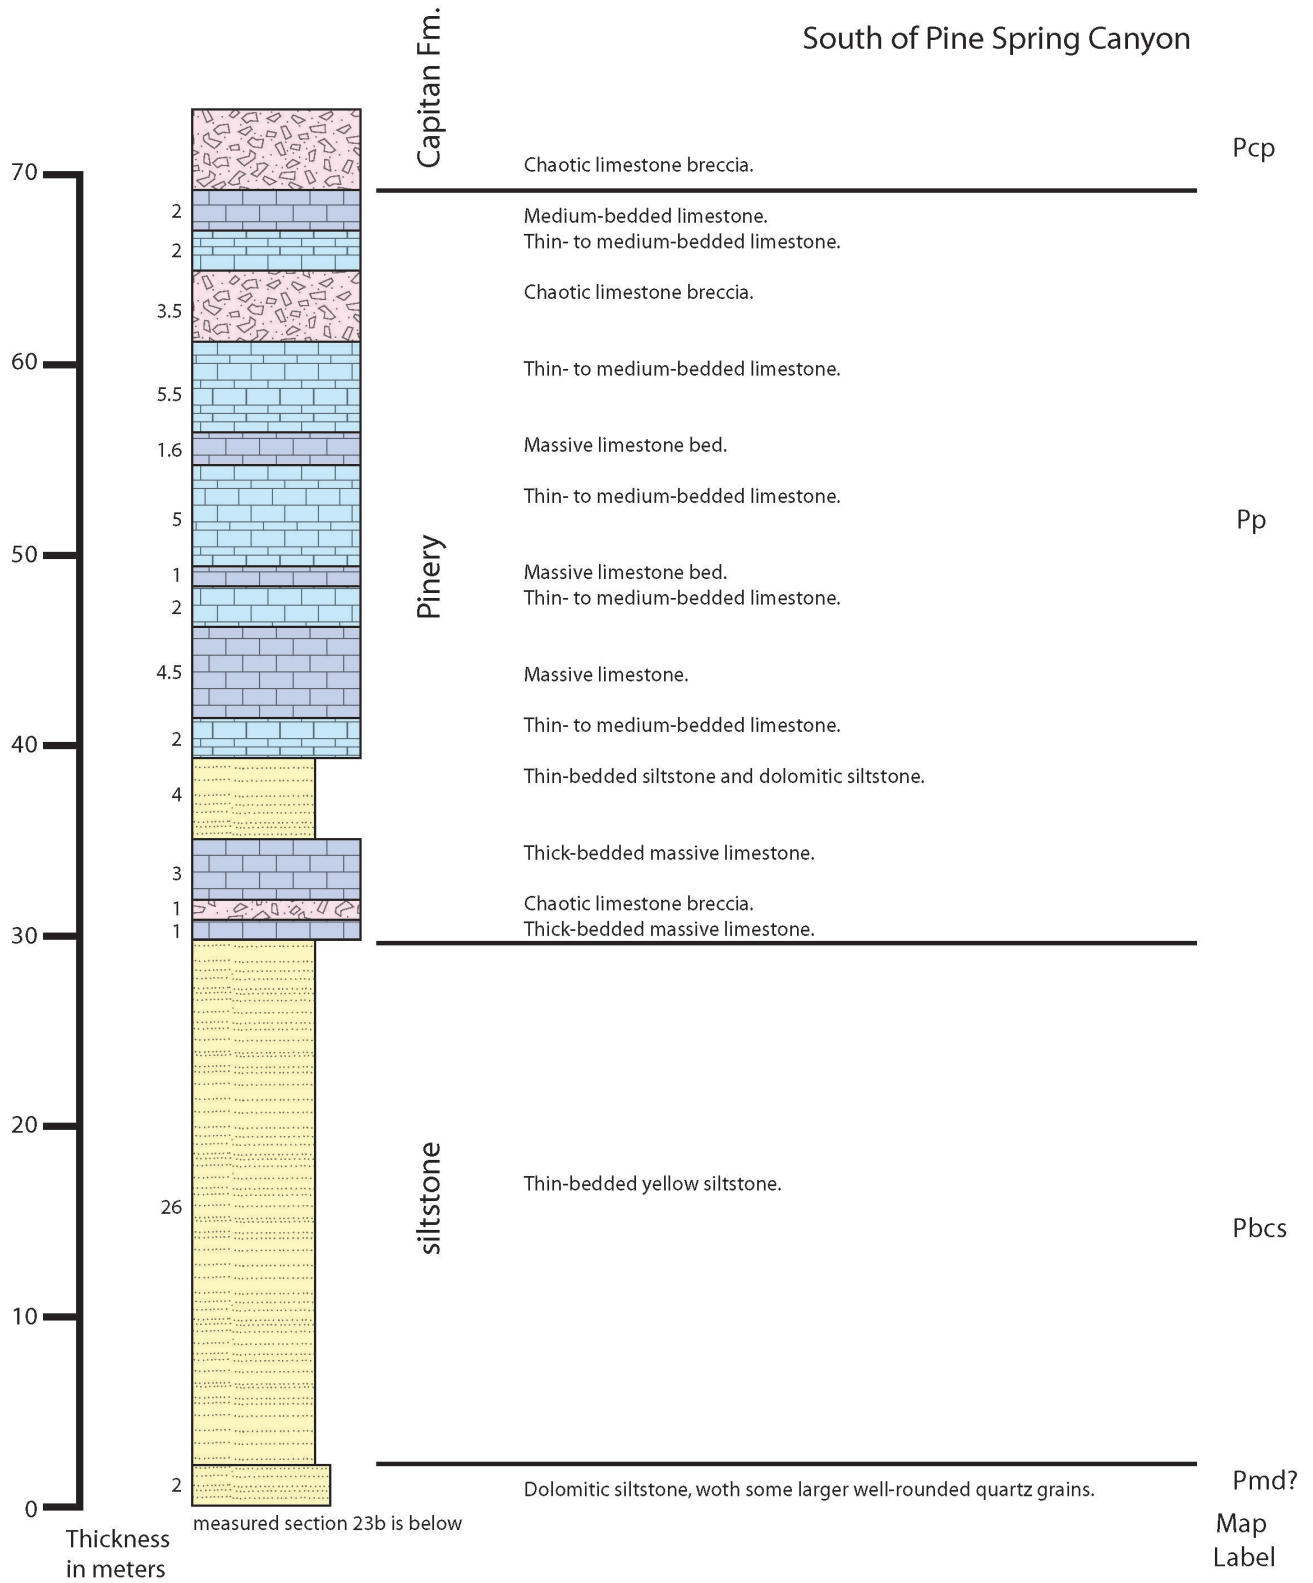 South of Pine Spring Canyon
Capitan Fm.
Pcp
Chaotic limestone breccia.
70
2
Medium-bedded limestone.
2
Thin- to medium-bedded limestone.
3.5
Chaotic limestone breccia.
60
5.5
Thin- to medium-bedded limestone.
1.6
Massive limestone bed.
5
Thin- to medium-bedded limestone.
Pp
Pinery
50
1
Massive limestone bed.
2
Thin- to medium-bedded limestone.
4.5
Massive limestone.
2
Thin- to medium-bedded limestone.
40
4
Thin-bedded siltstone and dolomitic siltstone.
3
Thick-bedded massive limestone.
1
Chaotic limestone breccia.
1
Thick-bedded massive limestone.
30
20
siltstone
26
Thin-bedded yellow siltstone.
Pbcs
10
2
Dolomitic siltstone, woth some larger well-rounded quartz grains.
Pmd?
0
measured section 23b is below
Thickness
in meters
Map
Label